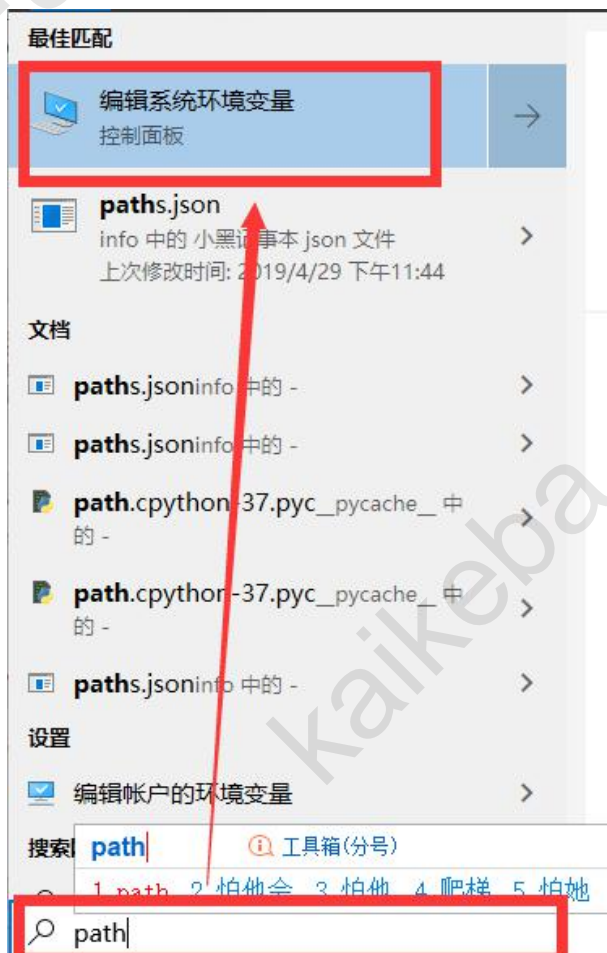 最佳匹配
编辑系统环境变量
控制面板
paths.json
info 中的 小黑记事本 json 文件
上次修改时间: 2019/4/29 下午11:44
文档
paths.jsoninfo 中的 -
paths.jsoninfo 中的 -
path.cpython-37.pyc__pycache__ 中
的 -
path.cpython-37.pyc__pycache__ 中
的 -
paths.jsoninfo 中的 -
设置
编辑帐户的环境变量
搜索
path 工具箱(分号)
1.path 2.怕他会 3.怕他 4.爬梯 5.怕她
path
kaikeba